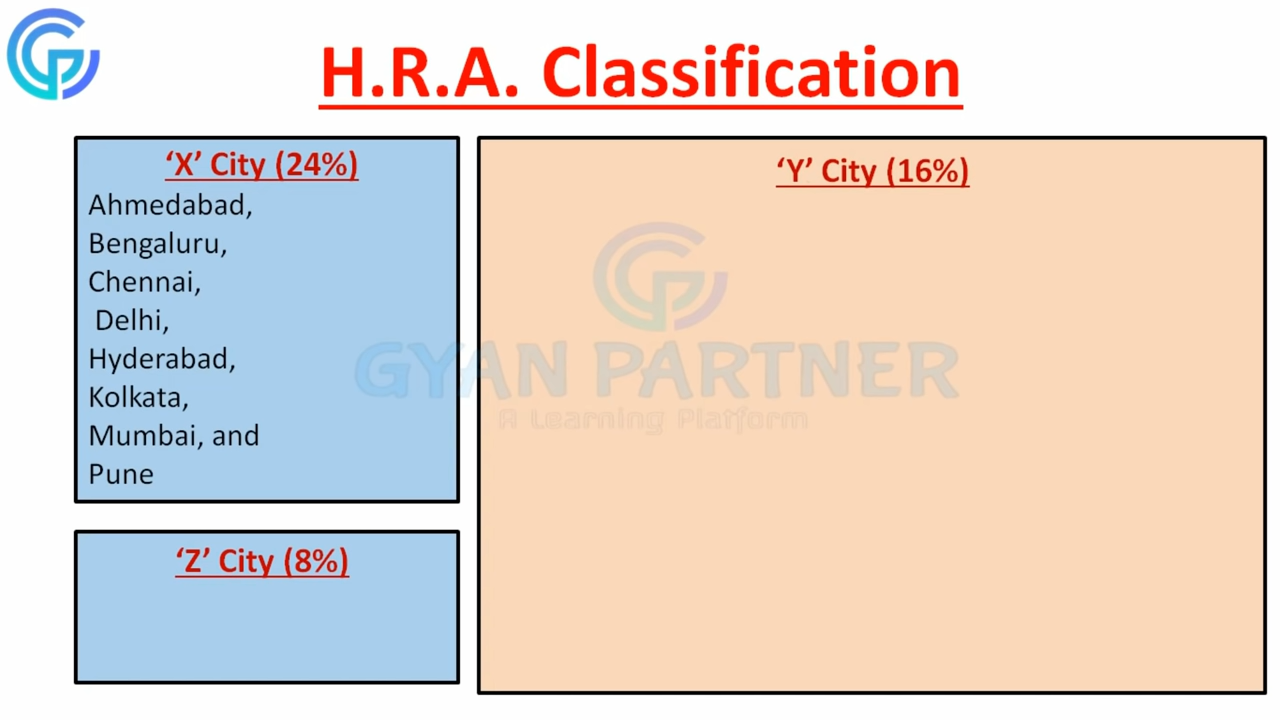 H.R.A. Classification
‘X’ City (24%)
Ahmedabad,
Bengaluru,
Chennai,
Delhi,
Hyderabad,
Kolkata,
Mumbai, and
Pune
‘Z’ City (8%)
‘Y’ City (16%)
GYAN PARTNER
A Learning Platform